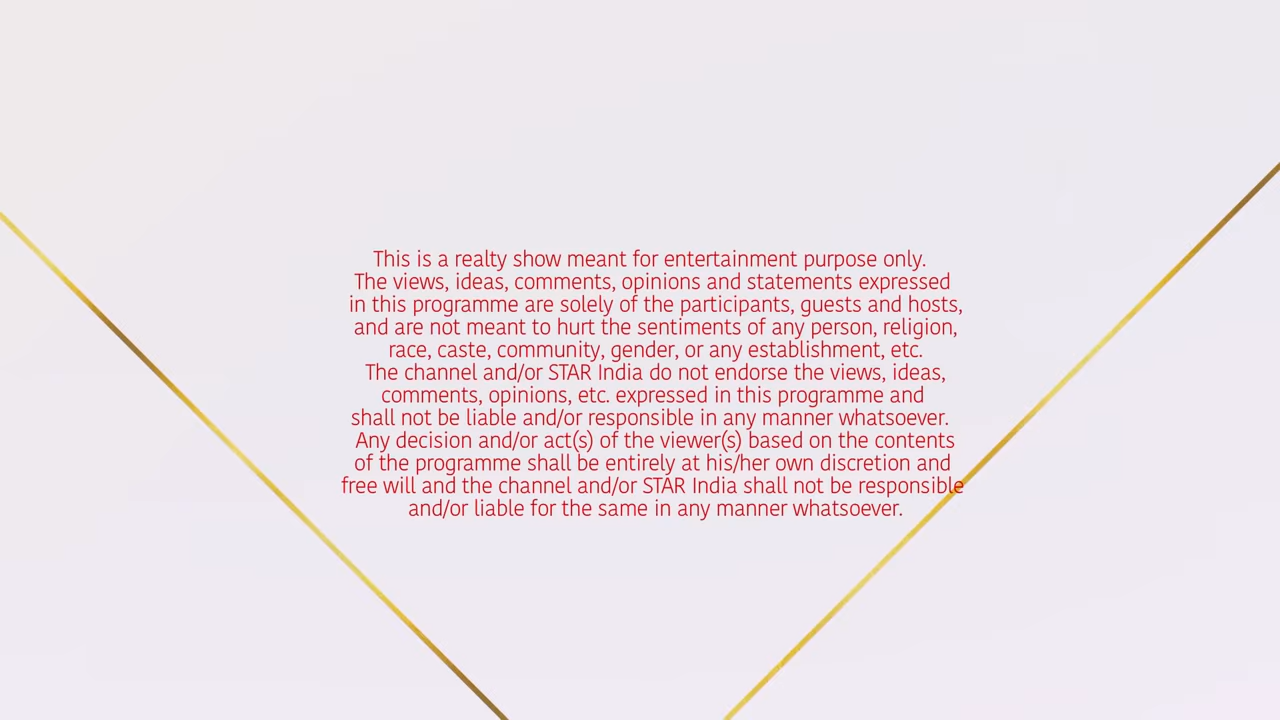 This is a realty show meant for entertainment purpose only.
The views, ideas, comments, opinions and statements expressed
in this programme are solely of the participants, guests and hosts,
and are not meant to hurt the sentiments of any person, religion,
race, caste, community, gender, or any establishment, etc.
The channel and/or STAR India do not endorse the views, ideas,
comments, opinions, etc. expressed in this programme and
shall not be liable and/or responsible in any manner whatsoever.
Any decision and/or act(s) of the viewer(s) based on the contents
of the programme shall be entirely at his/her own discretion and
free will and the channel and/or STAR India shall not be responsible
and/or liable for the same in any manner whatsoever.